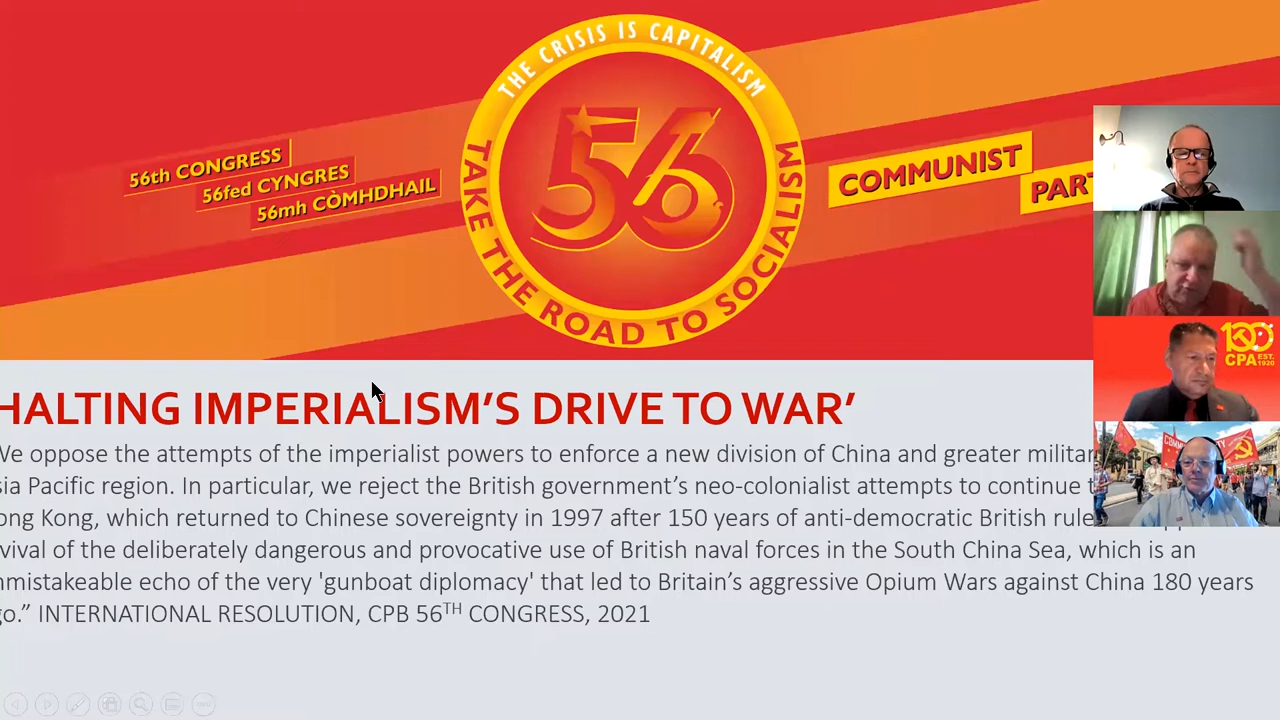 THE CRISIS IS CAPITALISM
56
TAKE THE ROAD TO SOCIALISM
56th CONGRESS
56fed CYNGRES
56mh CÒMHDHAIL
COMMUNIST
PART
100
CPA EST. 1920
COMMUNITY
HALTING IMPERIALISM'S DRIVE TO WAR'
We oppose the attempts of the imperialist powers to enforce a new division of China and greater militar
sia Pacific region. In particular, we reject the British government's neo-colonialist attempts to continue t
ong Kong, which returned to Chinese sovereignty in 1997 after 150 years of anti-democratic British rule
vival of the deliberately dangerous and provocative use of British naval forces in the South China Sea, which is an
nmistakeable echo of the very 'gunboat diplomacy' that led to Britain's aggressive Opium Wars against China 180 years
go.” INTERNATIONAL RESOLUTION, CPB 56TH CONGRESS, 2021